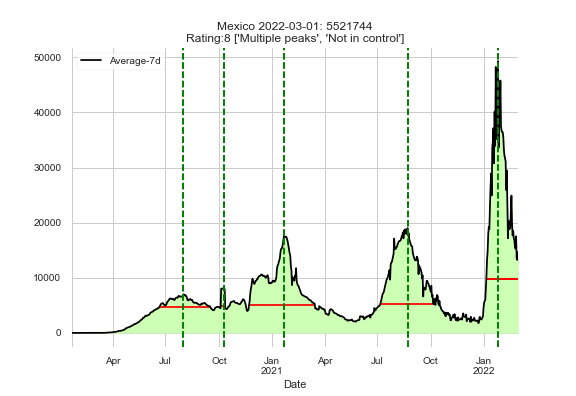 Mexico 2022-03-01: 5521744
Rating:8 ['Multiple peaks', 'Not in control']
Average-7d
50000
40000
30000
20000
10000
0
Apr Jul Oct Jan Apr Jul Oct Jan
2021 2022
Date